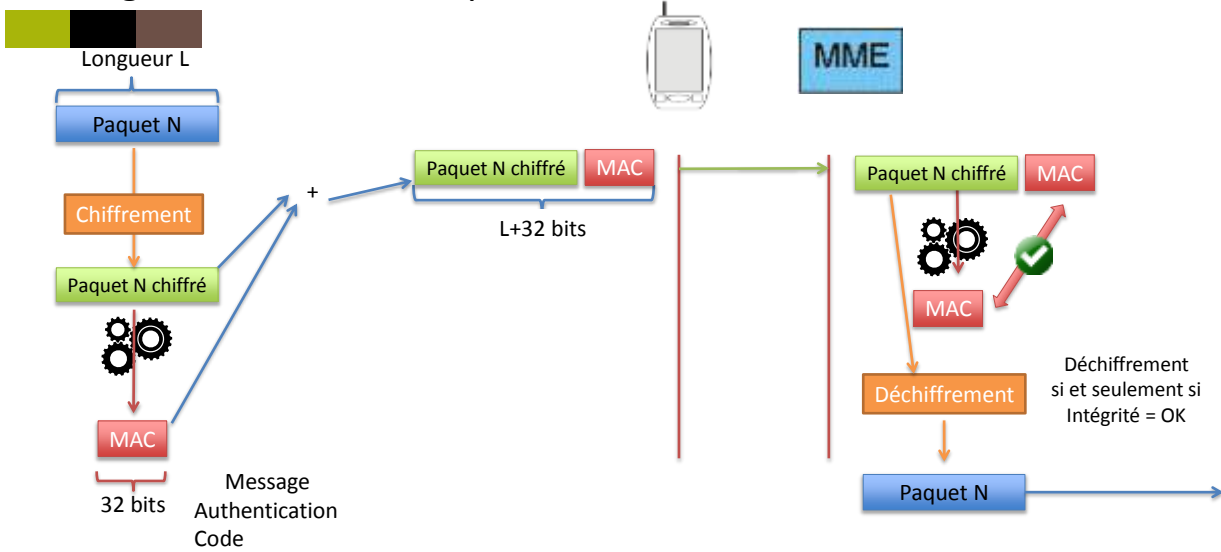 Longueur L
Paquet N
Chiffrement
Paquet N chiffré
MAC
32 bits
Message
Authentication
Code
+
Paquet N chiffré
MAC
L+32 bits
MME
Paquet N chiffré
MAC
MAC
Déchiffrement
Déchiffrement
si et seulement si
Intégrité = OK
Paquet N